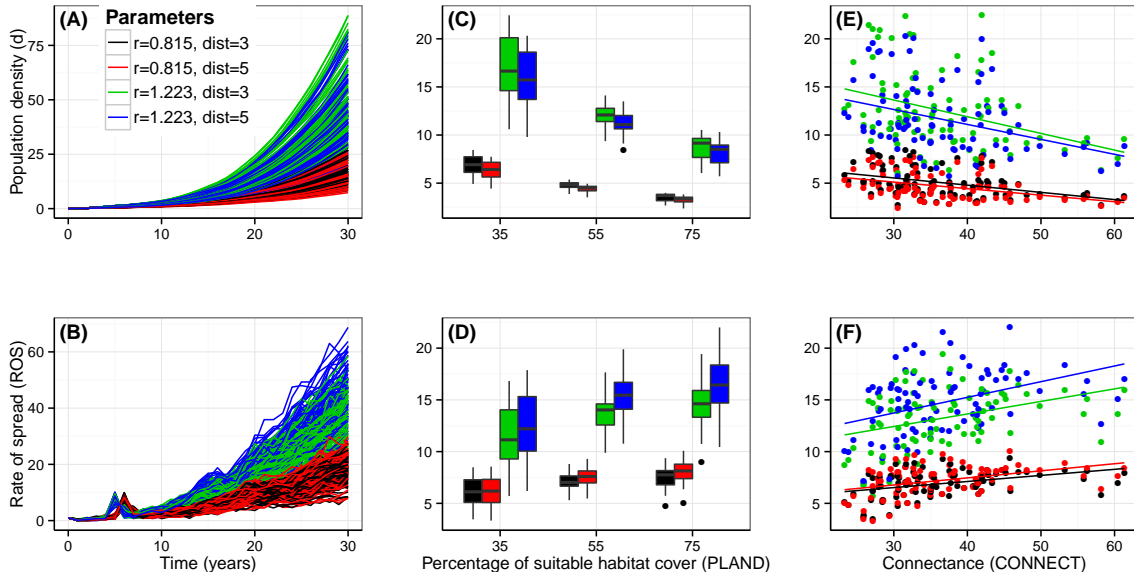 (A)
Parameters
r=0.815, dist=3
r=0.815, dist=5
r=1.223, dist=3
r=1.223, dist=5
Population density (d)
75
50
25
0
0 10 20 30
(C)
20
15
10
5
35 55 75
(E)
20
15
10
5
30 40 50 60
(B)
Rate of spread (ROS)
60
40
20
0
0 10 20 30
Time (years)
(D)
20
15
10
5
35 55 75
Percentage of suitable habitat cover (PLAND)
(F)
20
15
10
5
30 40 50 60
Connectance (CONNECT)